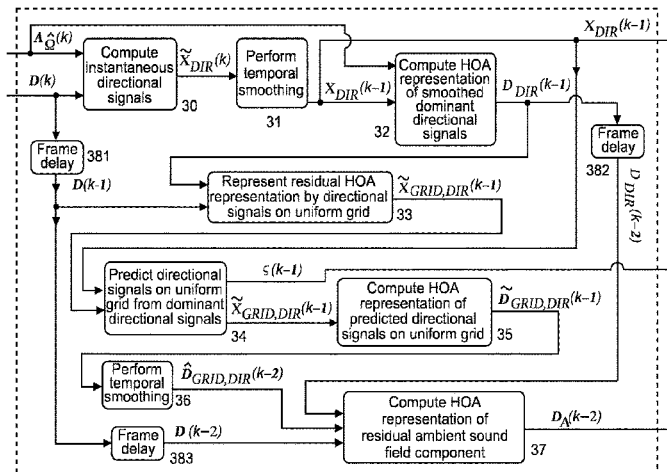 Λ_Ω̂(k)
D(k)
Compute
instantaneous
directional
signals
30
X̃_DIR(k)
Perform
temporal
smoothing
31
X_DIR(k-1)
X_DIR(k-1)
Compute HOA
representation
of smoothed
dominant
directional
signals
32
D_DIR(k-1)
Frame
delay
382
D_DIR(k-2)
Frame
delay
381
D(k-1)
Represent residual HOA
representation by directional
signals on uniform grid
33
X̃_GRID,DIR(k-1)
Predict directional
signals on uniform
grid from dominant
directional signals
34
ς(k-1)
X̃_GRID,DIR(k-1)
Compute HOA
representation of
predicted directional
signals on uniform grid
35
D̃_GRID,DIR(k-1)
Perform
temporal
smoothing
36
D̂_GRID,DIR(k-2)
Frame
delay
383
D(k-2)
Compute HOA
representation of
residual ambient sound
field component
37
D_A(k-2)